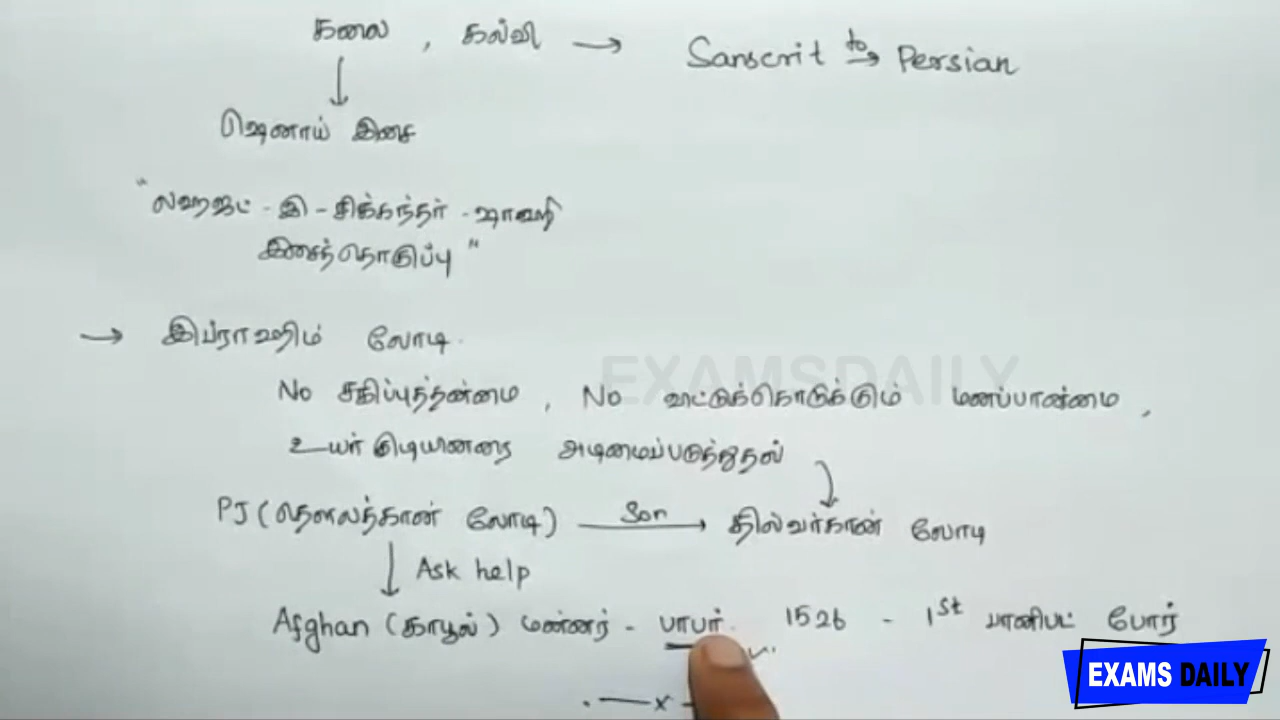 கலை , கல்வி → Sanscrit to → Persian
ஷெனாய் இசை
"லஹஜட் - இ - சிக்கந்தர் - ஷாஹி
இசைத்தொகுப்பு"
→ இப்ராஹிம் லோடி.
No சகிப்புத்தன்மை , No விட்டுக்கொடுக்கும் மனப்பான்மை ,
EXAMSDAILY
உயர் குடியினரை அடிமைப்படுத்துதல்
PJ (தௌலத்கான் லோடி) Son → தில்வர்கான் லோடி
Ask help
Afghan (காபூல்) மன்னர் - பாபர். 1526 - 1st பானிபட் போர்
x
EXAMS DAILY